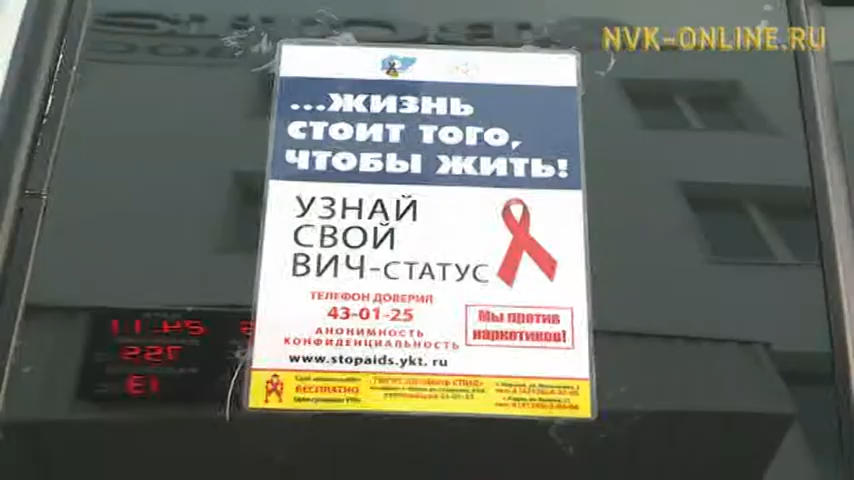 NVK-ONLINE.RU
...ЖИЗНЬ
СТОИТ ТОГО,
ЧТОБЫ ЖИТЬ!
УЗНАЙ
СВОЙ
ВИЧ-СТАТУС
ТЕЛЕФОН ДОВЕРИЯ
43-01-25
АНОНИМНОСТЬ
КОНФИДЕНЦИАЛЬНОСТЬ
Мы против
наркотиков!
www.stopaids.ykt.ru
БЕСПЛАТНО